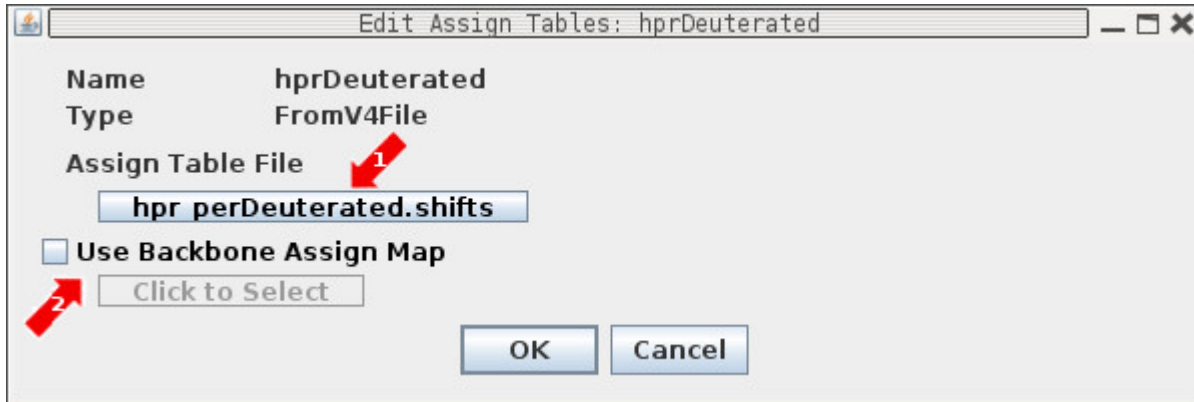 Edit Assign Tables: hprDeuterated
Name hprDeuterated
Type FromV4File
Assign Table File
1
hpr perDeuterated.shifts
Use Backbone Assign Map
2
Click to Select
OK Cancel